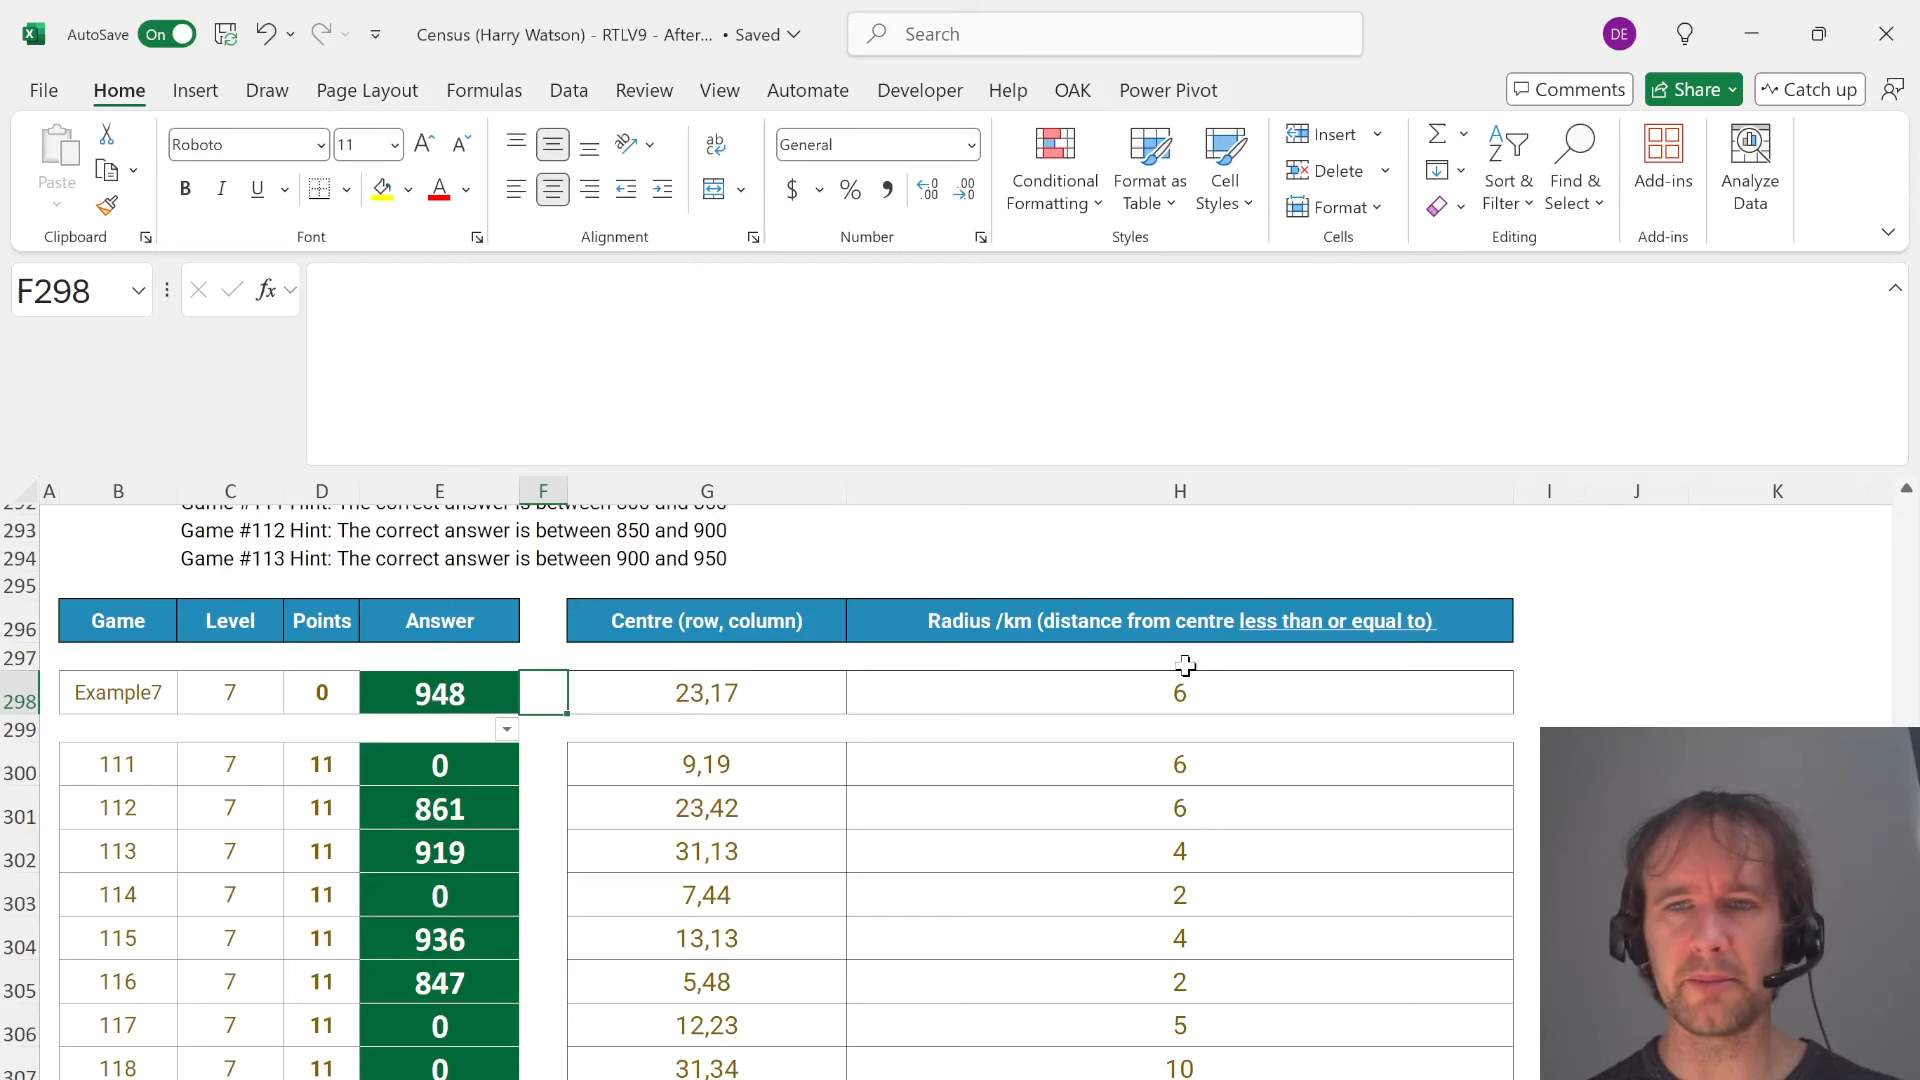 AutoSave On Census (Harry Watson) - RTLV9 - After... • Saved Search DE
File Home Insert Draw Page Layout Formulas Data Review View Automate Developer Help OAK Power Pivot Comments Share Catch up
Paste
Clipboard
Roboto 11
B I U A
Font
ab
Alignment
General
$ % 9 .00
Number
Conditional Formatting
Format as Table
Cell Styles
Styles
Insert
Delete
Format
Cells
Sort & Filter
Find & Select
Editing
Add-ins
Add-ins
Analyze Data
F298 fx
A B C D E F G H I J K
293 Game #112 Hint: The correct answer is between 850 and 900
294 Game #113 Hint: The correct answer is between 900 and 950
295
296 Game Level Points Answer Centre (row, column) Radius /km (distance from centre less than or equal to)
297
298 Example7 7 0 948 23,17 6
299
300 111 7 11 0 9,19 6
301 112 7 11 861 23,42 6
302 113 7 11 919 31,13 4
303 114 7 11 0 7,44 2
304 115 7 11 936 13,13 4
305 116 7 11 847 5,48 2
306 117 7 11 0 12,23 5
307 118 7 11 0 31,34 10